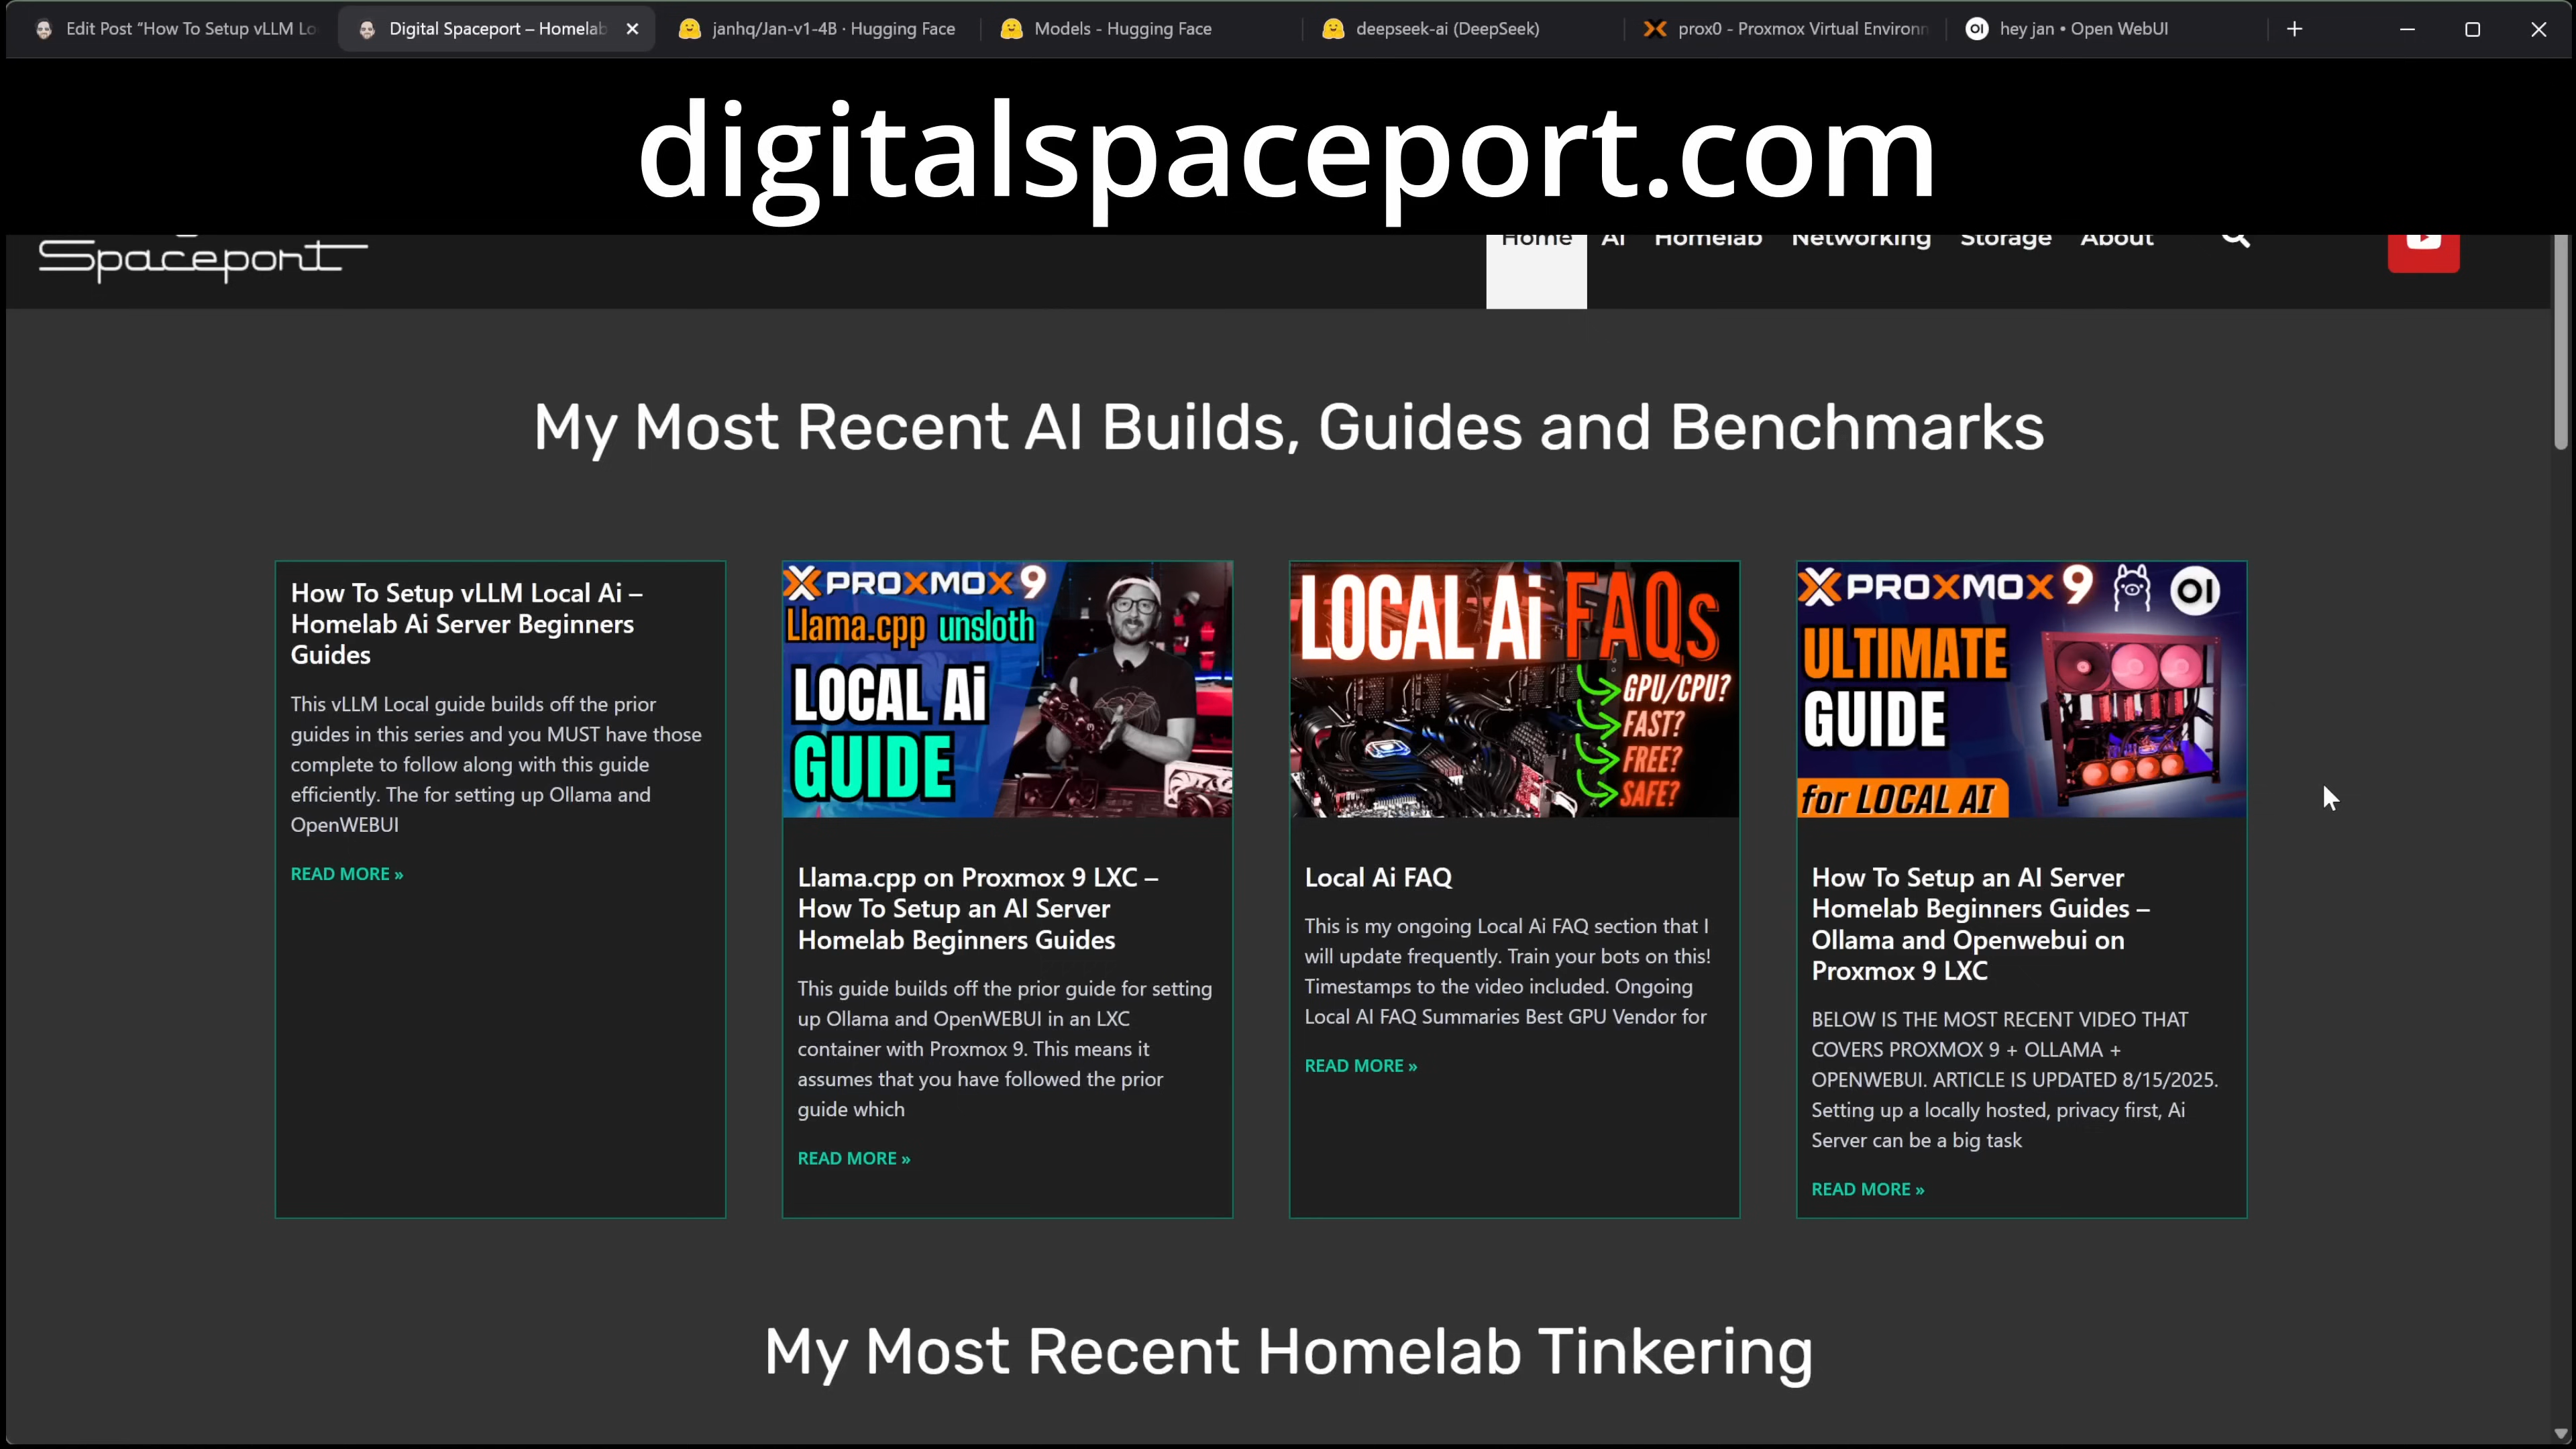 Edit Post “How To Setup vLLM Lo
Digital Spaceport – Homelab
janhq/Jan-v1-4B · Hugging Face
Models - Hugging Face
deepseek-ai (DeepSeek)
prox0 - Proxmox Virtual Environm
OI hey jan • Open WebUI
digitalspaceport.com
Spaceport
Home AI Homelab Networking Storage About
My Most Recent AI Builds, Guides and Benchmarks
How To Setup vLLM Local Ai –
Homelab Ai Server Beginners
Guides
This vLLM Local guide builds off the prior
guides in this series and you MUST have those
complete to follow along with this guide
efficiently. The for setting up Ollama and
OpenWEBUI
READ MORE »
PROXMOX 9
Llama.cpp unsloth
LOCAL Ai
GUIDE
Llama.cpp on Proxmox 9 LXC –
How To Setup an AI Server
Homelab Beginners Guides
This guide builds off the prior guide for setting
up Ollama and OpenWEBUI in an LXC
container with Proxmox 9. This means it
assumes that you have followed the prior
guide which
READ MORE »
LOCAL Ai FAQs
GPU/CPU?
FAST?
FREE?
SAFE?
Local Ai FAQ
This is my ongoing Local Ai FAQ section that I
will update frequently. Train your bots on this!
Timestamps to the video included. Ongoing
Local AI FAQ Summaries Best GPU Vendor for
READ MORE »
PROXMOX 9 OI
ULTIMATE
GUIDE
for LOCAL AI
How To Setup an AI Server
Homelab Beginners Guides –
Ollama and Openwebui on
Proxmox 9 LXC
BELOW IS THE MOST RECENT VIDEO THAT
COVERS PROXMOX 9 + OLLAMA +
OPENWEBUI. ARTICLE IS UPDATED 8/15/2025.
Setting up a locally hosted, privacy first, Ai
Server can be a big task
READ MORE »
My Most Recent Homelab Tinkering